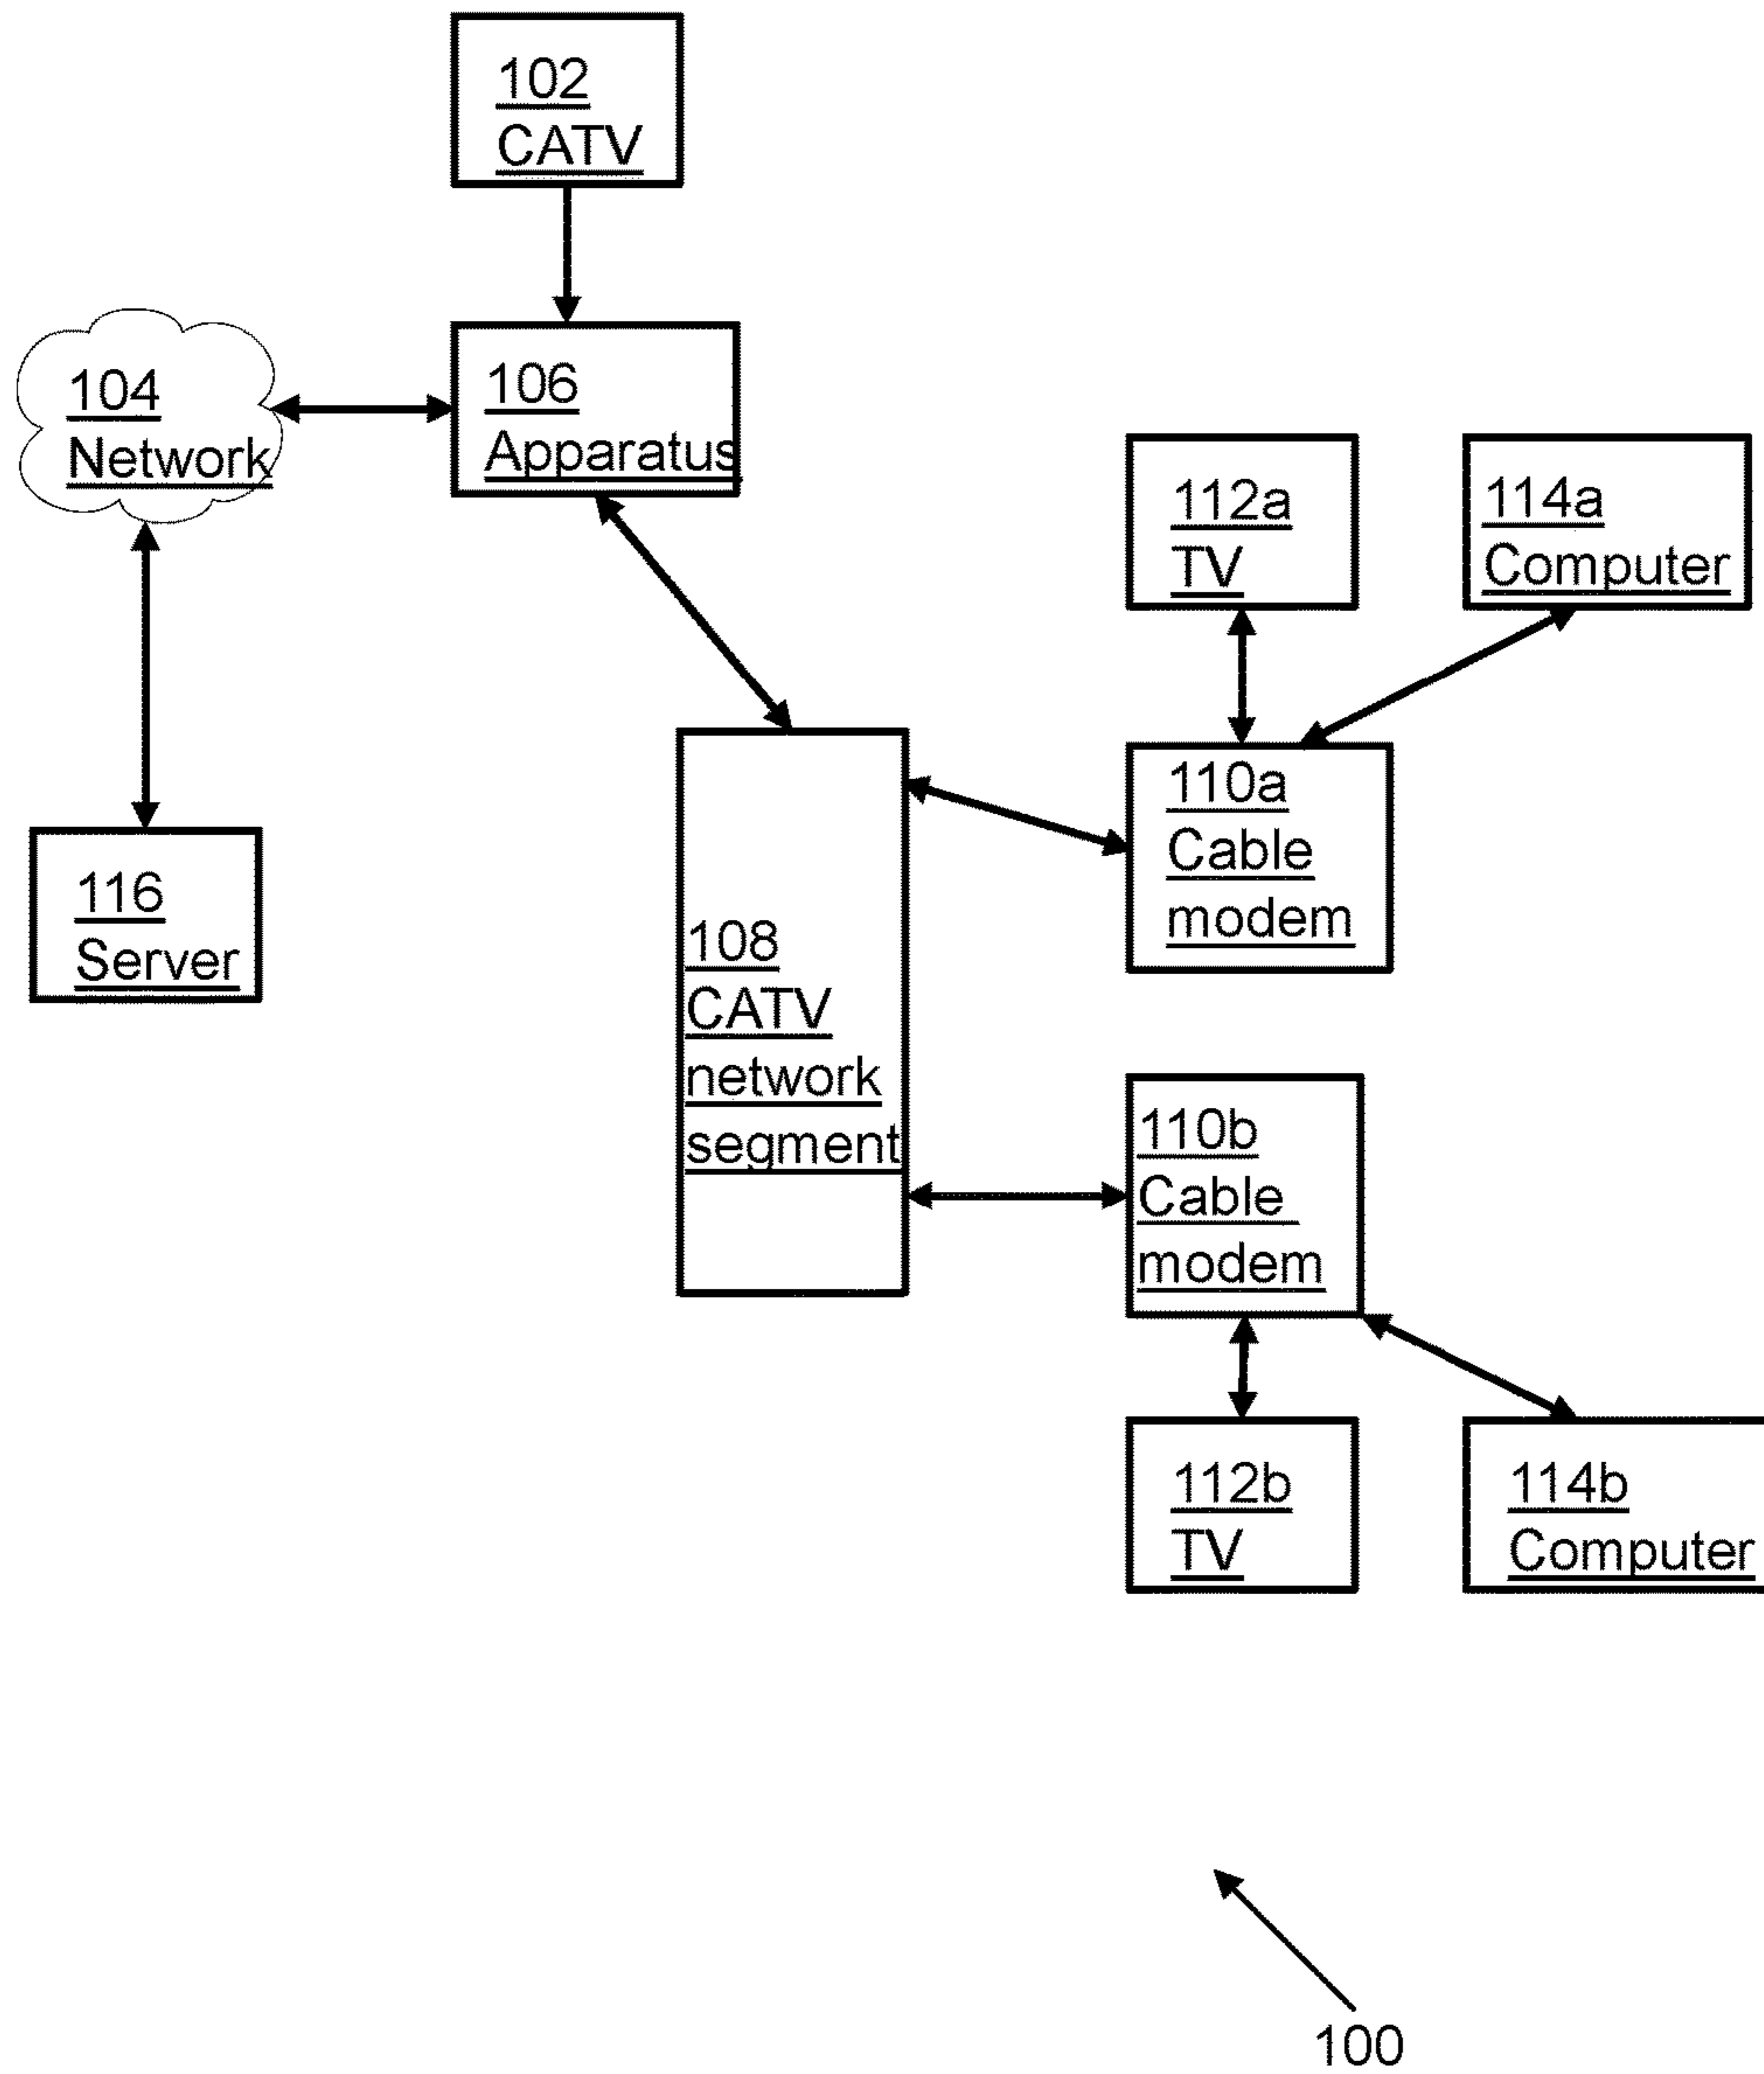 102
CATV
104
Network
106
Apparatus
112a
TV
114a
Computer
110a
Cable
modem
116
Server
108
CATV
network
segment
110b
Cable
modem
112b
TV
114b
Computer
100